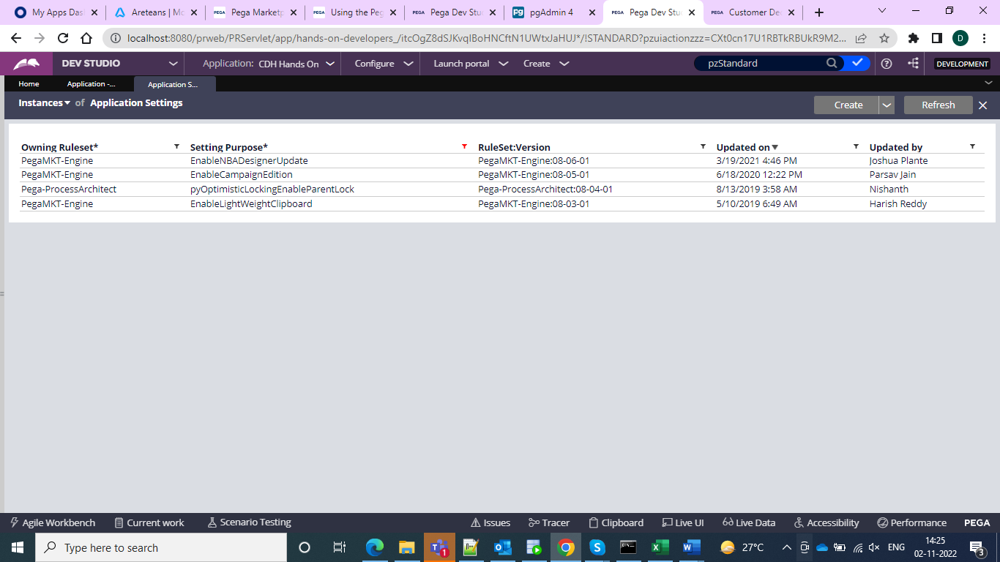 My Apps Das
Areteans | Mo
PEGA Pega Marketp
PEGA Using the Peg
PEGA Pega Dev Stu
pg pgAdmin 4
PEGA Pega Dev Stu
PEGA Customer De
localhost:8080/prweb/PRServlet/app/hands-on-developers_/itcOgZ8dSJKvqIBoHNCftN1UWtxJaHUJ*/!STANDARD?pzuiactionzzz=CXt0cn17U1RBTkRBUkR9M2...
D
DEV STUDIO
Application: CDH Hands On
Configure
Launch portal
Create
pzStandard
DEVELOPMENT
Home
Application -...
Application S...
Instances of Application Settings
Create
Refresh
Owning Ruleset* Setting Purpose* RuleSet:Version Updated on Updated by
PegaMKT-Engine EnableNBADesignerUpdate PegaMKT-Engine:08-06-01 3/19/2021 4:46 PM Joshua Plante
PegaMKT-Engine EnableCampaignEdition PegaMKT-Engine:08-05-01 6/18/2020 12:22 PM Parsav Jain
Pega-ProcessArchitect pyOptimisticLockingEnableParentLock Pega-ProcessArchitect:08-04-01 8/13/2019 3:58 AM Nishanth
PegaMKT-Engine EnableLightWeightClipboard PegaMKT-Engine:08-03-01 5/10/2019 6:49 AM Harish Reddy
Agile Workbench
Current work
Scenario Testing
Issues
Tracer
Clipboard
Live UI
Live Data
Accessibility
Performance
PEGA
Type here to search
1
27°C
ENG
14:25
02-11-2022
3